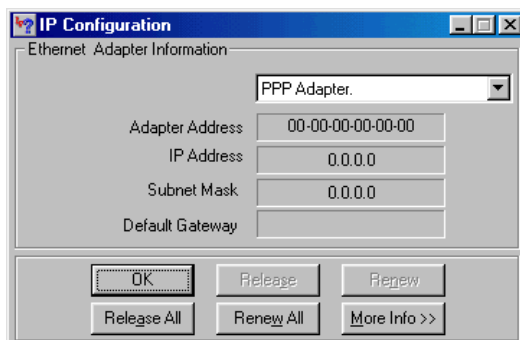 IP Configuration
Ethernet Adapter Information
PPP Adapter.
Adapter Address 00-00-00-00-00-00
IP Address 0.0.0.0
Subnet Mask 0.0.0.0
Default Gateway
OK Release Renew
Release All Renew All More Info >>